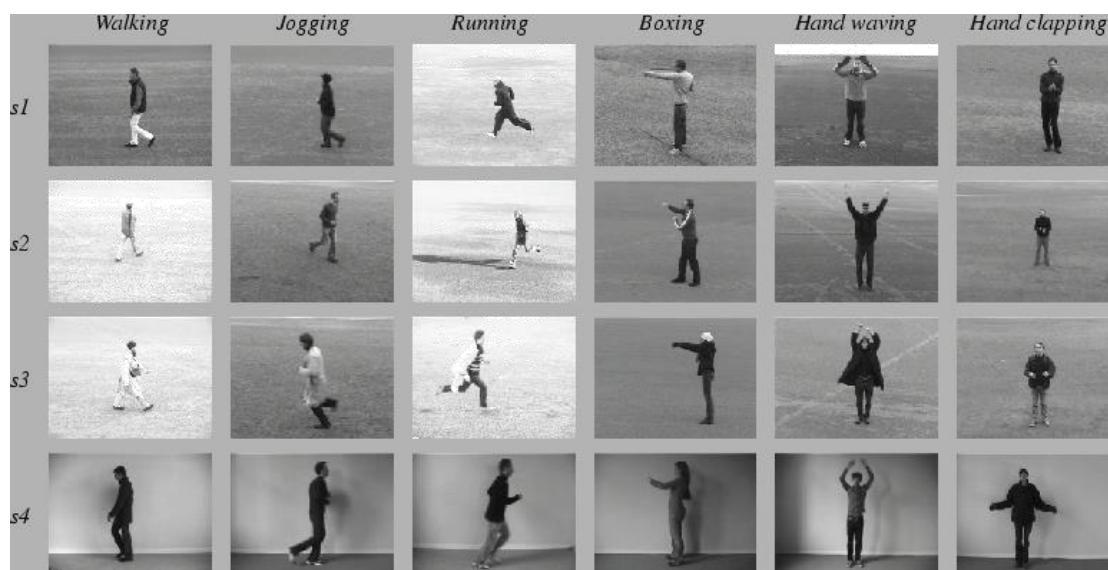 Walking Jogging Running Boxing Hand waving Hand clapping
s1
s2
s3
s4